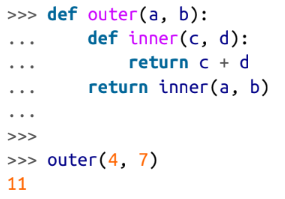 >>> def outer(a, b):
...     def inner(c, d):
...         return c + d
...     return inner(a, b)
...
>>>
>>> outer(4, 7)
11